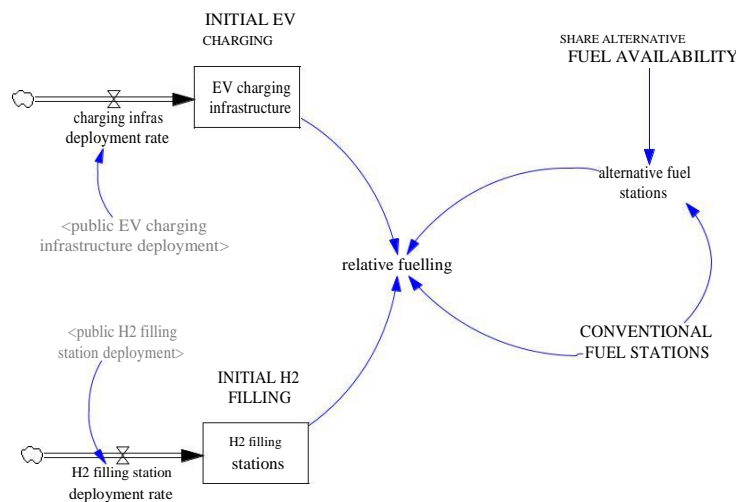 INITIAL EV
CHARGING
EV charging
infrastructure
charging infras
deployment rate
<public EV charging
infrastructure deployment>
SHARE ALTERNATIVE
FUEL AVAILABILITY
alternative fuel
stations
relative fuelling
CONVENTIONAL
FUEL STATIONS
<public H2 filling
station deployment>
INITIAL H2
FILLING
H2 filling
stations
H2 filling station
deployment rate